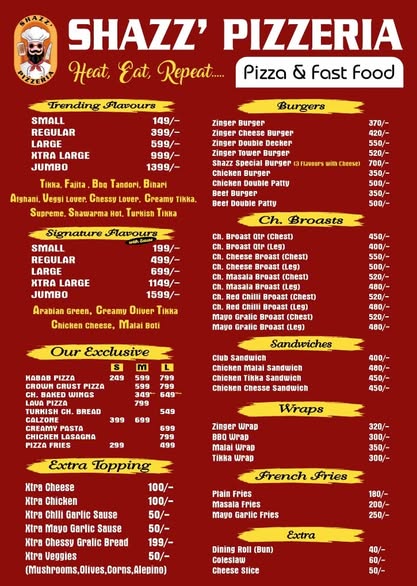 SHAZZ'
PIZZERIA
SHAZZ' PIZZERIA
Heat, Eat, Repeat.....
Pizza & Fast Food
Trending Flavours
SMALL 149/-
REGULAR 399/-
LARGE 599/-
XTRA LARGE 999/-
JUMBO 1399/-
Tikka, Fajita , Bbq Tandori, Bihari
Afghani, Veggi Lover, Chessy Lover, Creamy Tikka,
Supreme, Shawarma Hot, Turkish Tikka
Signature Flavours
with Sauce
SMALL 199/-
REGULAR 499/-
LARGE 699/-
XTRA LARGE 1149/-
JUMBO 1599/-
Arabian Green, Creamy Oliver Tikka
Chicken Cheese, Malai Boti
Our Exclusive
S M L
KABAB PIZZA 249 599 799
CROWN CRUST PIZZA 599 799
CH. BAKED WINGS 349 649
LAVA PIZZA 799
TURKISH CH. BREAD 549
CALZONE 399 699
CREAMY PASTA 699
CHICKEN LASAGNA 799
PIZZA FRIES 299 499
Extra Topping
Xtra Cheese 100/-
Xtra Chicken 100/-
Xtra Chili Garlic Sauce 50/-
Xtra Mayo Garlic Sauce 50/-
Xtra Chessy Gralic Bread 199/-
Xtra Veggies 50/-
(Mushrooms,Olives,Corns,Alepino)
Burgers
Zinger Burger 370/-
Zinger Cheese Burger 420/-
Zinger Double Decker 550/-
Zinger Tower Burger 520/-
Shazz Special Burger (3 Flavours with Cheese) 700/-
Chicken Burger 350/-
Chicken Double Patty 500/-
Beef Burger 350/-
Beef Double Patty 500/-
Ch. Broasts
Ch. Broast Qtr (Chest) 450/-
Ch. Broast Qtr (Leg) 400/-
Ch. Cheese Broast (Chest) 550/-
Ch. Cheese Broast (Leg) 500/-
Ch. Masala Broast (Chest) 520/-
Ch. Masala Broast (Leg) 480/-
Ch. Red Chilli Broast (Chest) 520/-
Ch. Red Chilli Broast (Leg) 480/-
Mayo Gralic Broast (Chest) 520/-
Mayo Gralic Broast (Leg) 480/-
Sandwiches
Club Sandwich 400/-
Chicken Malai Sandwich 480/-
Chicken Tikka Sandwich 450/-
Chicken Cheese Sandwich 450/-
Wraps
Zinger Wrap 320/-
BBQ Wrap 300/-
Malai Wrap 350/-
Tikka Wrap 300/-
French Fries
Plain Fries 180/-
Masala Fries 200/-
Mayo Garlic Fries 250/-
Extra
Dining Roll (Bun) 40/-
Coleslaw 60/-
Cheese Slice 50/-